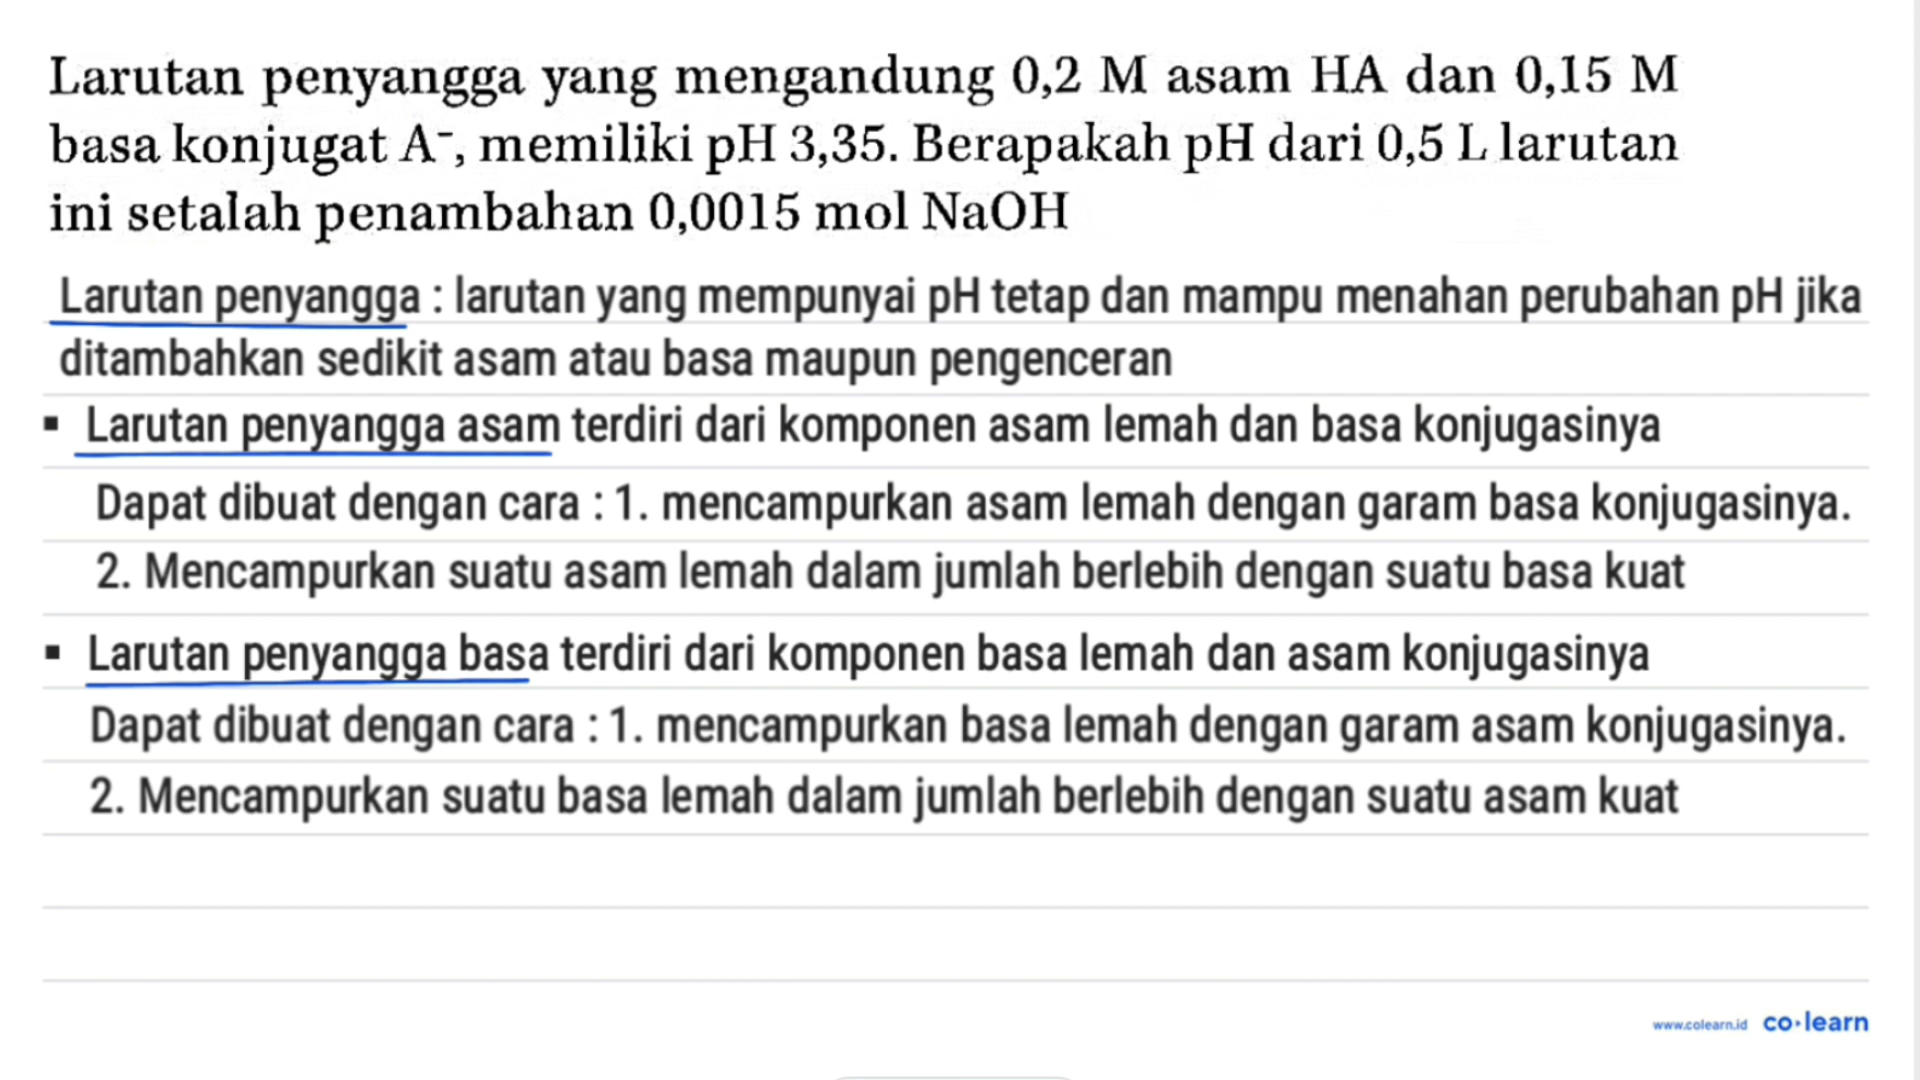 Larutan penyangga yang mengandung 0,2 M asam HA dan 0,15 M
basa konjugat A⁻, memiliki pH 3,35. Berapakah pH dari 0,5 L larutan
ini setalah penambahan 0,0015 mol NaOH
Larutan penyangga : larutan yang mempunyai pH tetap dan mampu menahan perubahan pH jika
ditambahkan sedikit asam atau basa maupun pengenceran
▪ Larutan penyangga asam terdiri dari komponen asam lemah dan basa konjugasinya
Dapat dibuat dengan cara : 1. mencampurkan asam lemah dengan garam basa konjugasinya.
2. Mencampurkan suatu asam lemah dalam jumlah berlebih dengan suatu basa kuat
▪ Larutan penyangga basa terdiri dari komponen basa lemah dan asam konjugasinya
Dapat dibuat dengan cara : 1. mencampurkan basa lemah dengan garam asam konjugasinya.
2. Mencampurkan suatu basa lemah dalam jumlah berlebih dengan suatu asam kuat
www.colearn.id co·learn